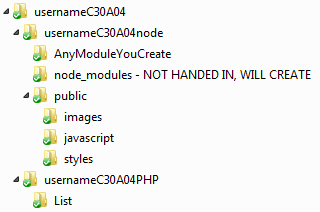 usernameC30A04
usernameC30A04node
AnyModuleYouCreate
node_modules - NOT HANDED IN, WILL CREATE
public
images
javascript
styles
usernameC30A04PHP
List